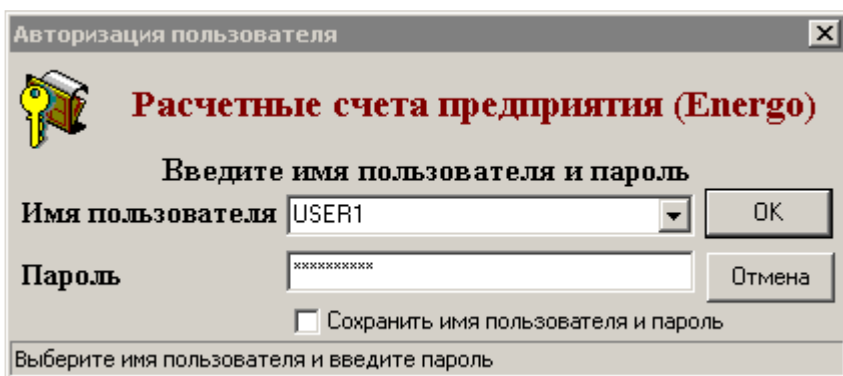 Авторизация пользователя
Расчетные счета предприятия (Energo)
Введите имя пользователя и пароль
Имя пользователя USER1 OK
Пароль ********** Отмена
Сохранить имя пользователя и пароль
Выберите имя пользователя и введите пароль